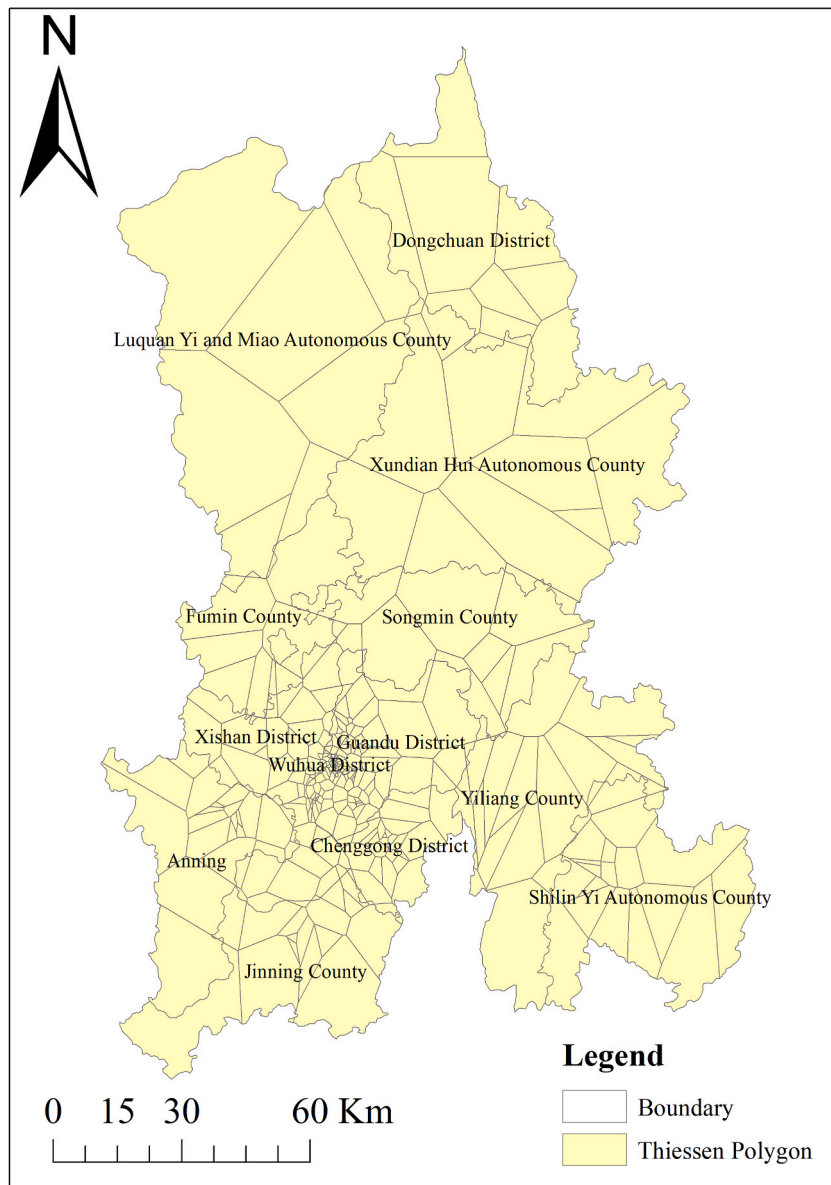 N
Dongchuan District
Luquan Yi and Miao Autonomous County
Xundian Hui Autonomous County
Fumin County
Songmin County
Xishan District
Guandu District
Wuhua District
Yiliang County
Chenggong District
Anning
Shilin Yi Autonomous County
Jinning County
Legend
Boundary
Thiessen Polygon
0 15 30 60 Km